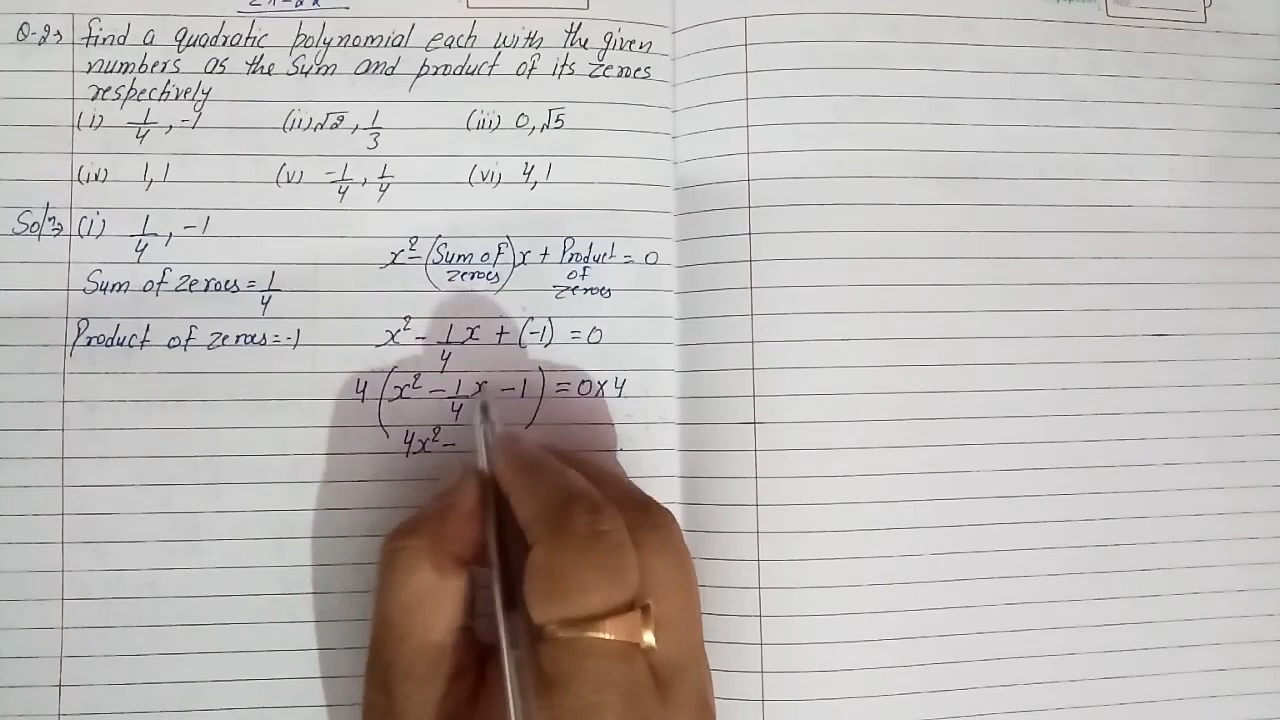 Q-2⇒ find a quadratic polynomial each with the given
numbers as the Sum and product of its zeroes
respectively
(i) 1/4, -1 (ii) √2, 1/3 (iii) 0, √5
(iv) 1,1 (v) -1/4, 1/4 (vi) 4,1
Sol⇒ (i) 1/4, -1
x² - (Sum of zeroes)x + Product of zeroes = 0
Sum of zeroes = 1/4
Product of zeroes = -1
x² - 1/4 x + (-1) = 0
4(x² - 1/4 x - 1) = 0×4
4x² -